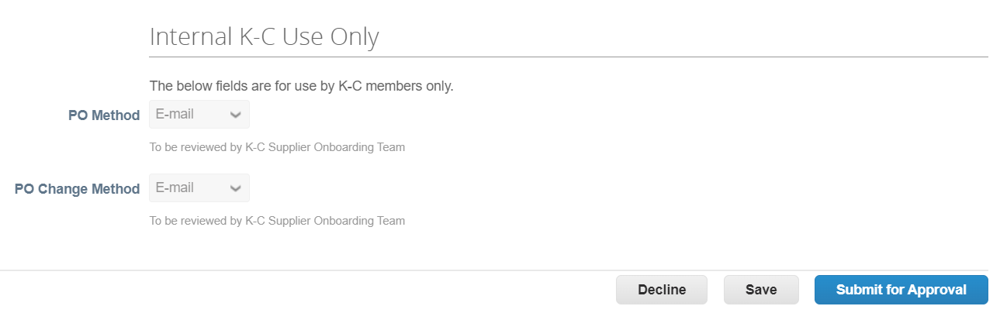 Internal K-C Use Only
The below fields are for use by K-C members only.
PO Method E-mail
To be reviewed by K-C Supplier Onboarding Team
PO Change Method E-mail
To be reviewed by K-C Supplier Onboarding Team
Decline Save Submit for Approval